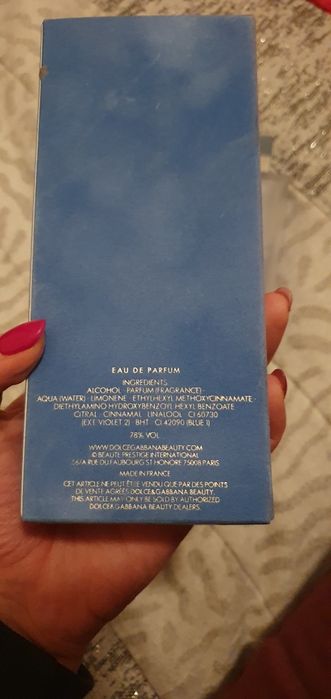 EAU DE PARFUM
INGREDIENTS
ALCOHOL · PARFUM (FRAGRANCE) ·
AQUA (WATER) · LIMONENE · ETHYLHEXYL METHOXYCINNAMATE ·
DIETHYLAMINO HYDROXYBENZOYL HEXYL BENZOATE
CITRAL · CINNAMAL · LINALOOL · CI 60730
(EXT. VIOLET 2) · BHT · CI 42090 (BLUE 1)
78% VOL
WWW.DOLCEGABBANABEAUTY.COM
© BEAUTE PRESTIGE INTERNATIONAL
56/A RUE DU FAUBOURG ST HONORE 75008 PARIS
MADE IN FRANCE
CET ARTICLE NE PEUT ÊTRE VENDU QUE PAR DES POINTS
DE VENTE AGRÉÉS DOLCE&GABBANA BEAUTY.
THIS ARTICLE MAY ONLY BE SOLD BY AUTHORIZED
DOLCE&GABBANA BEAUTY DEALERS.